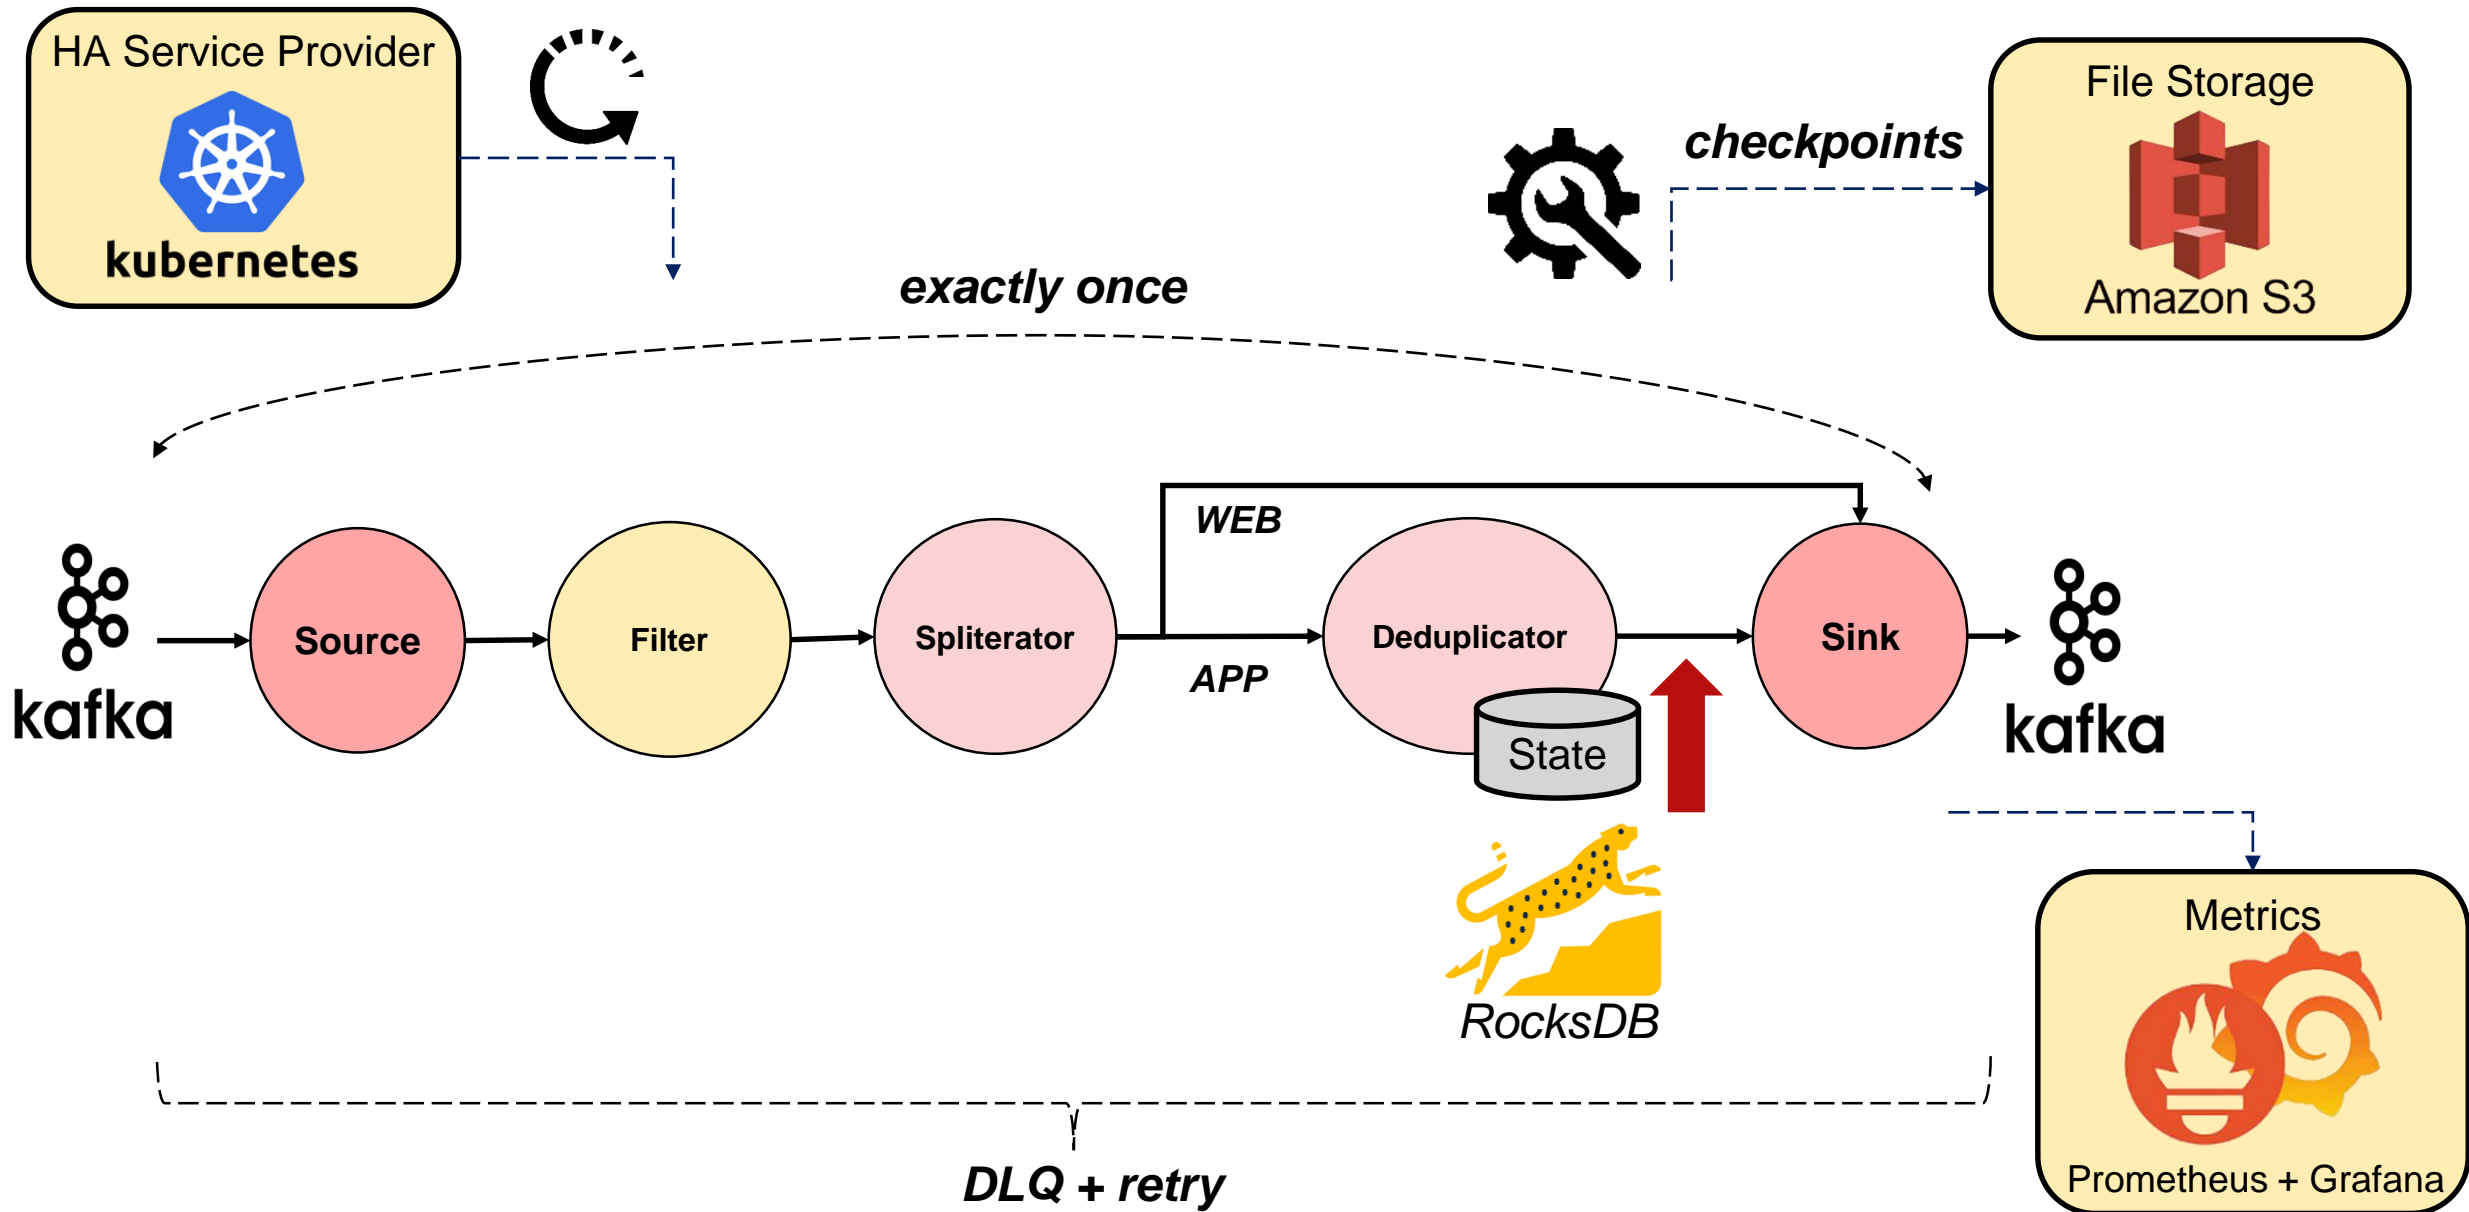 HA Service Provider
kubernetes
checkpoints
File Storage
Amazon S3
exactly once
WEB
kafka
Source
Filter
Spliterator
APP
Deduplicator
State
Sink
kafka
RocksDB
Metrics
Prometheus + Grafana
DLQ + retry